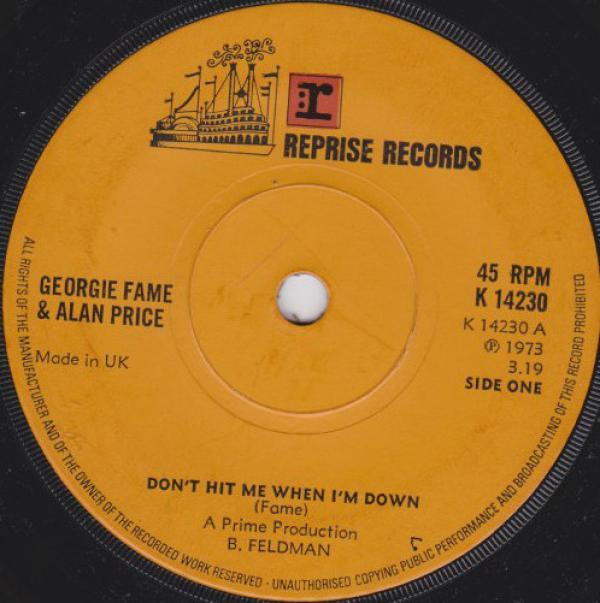 r
REPRISE RECORDS
GEORGIE FAME
& ALAN PRICE
Made in UK
45 RPM
K 14230
K 14230 A
Ⓟ 1973
3.19
SIDE ONE
DON'T HIT ME WHEN I'M DOWN
(Fame)
A Prime Production
B. FELDMAN
ALL RIGHTS OF THE MANUFACTURER AND OF THE OWNER OF THE RECORDED WORK RESERVED - UNAUTHORISED COPYING PUBLIC PERFORMANCE AND BROADCASTING OF THIS RECORD PROHIBITED